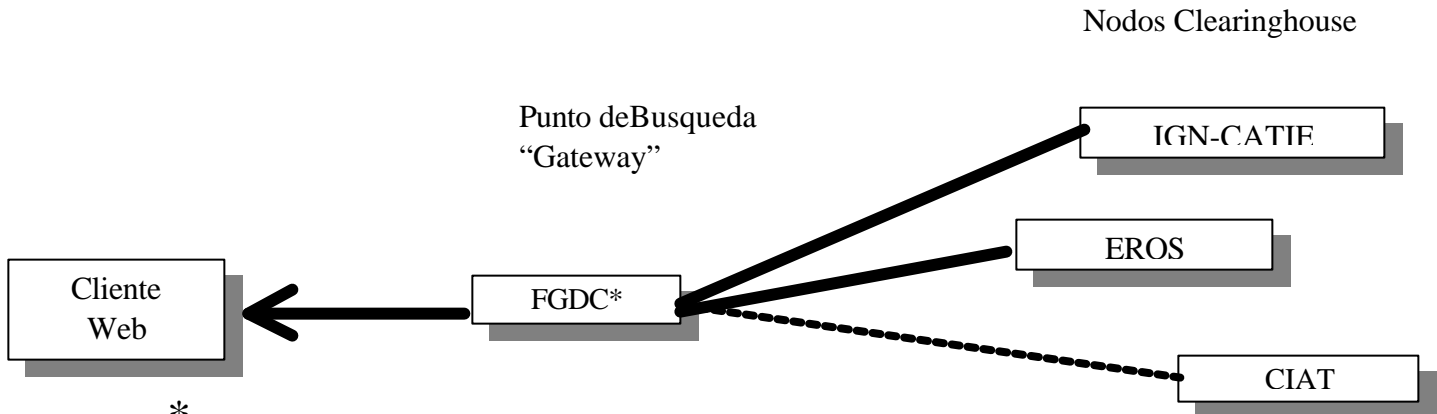 Nodos Clearinghouse
Punto deBusqueda
“Gateway”
IGN-CATIE
EROS
FGDC*
Cliente
Web
CIAT
*